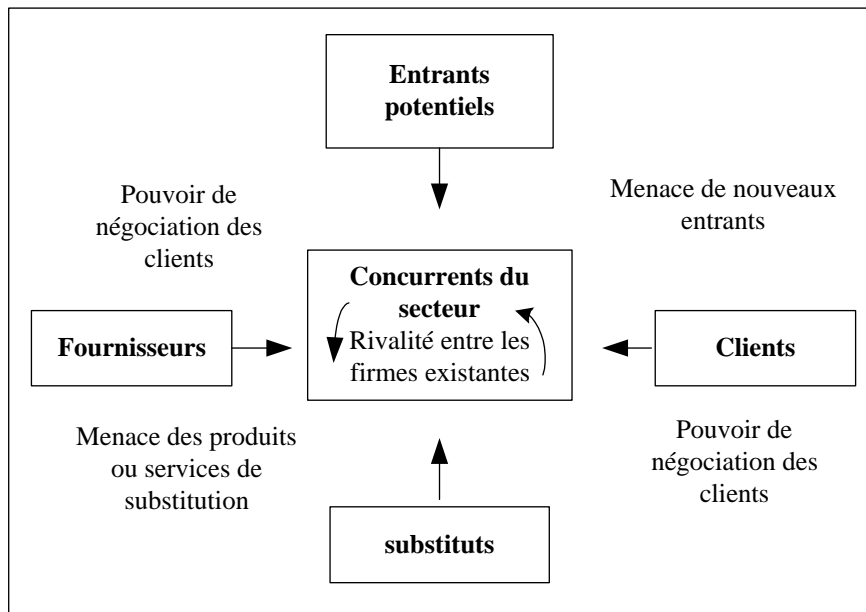 Entrants
potentiels
Pouvoir de
négociation des
clients
Menace de nouveaux
entrants
Concurrents du
secteur
Rivalité entre les
firmes existantes
Fournisseurs
Clients
Menace des produits
ou services de
substitution
Pouvoir de
négociation des
clients
substituts